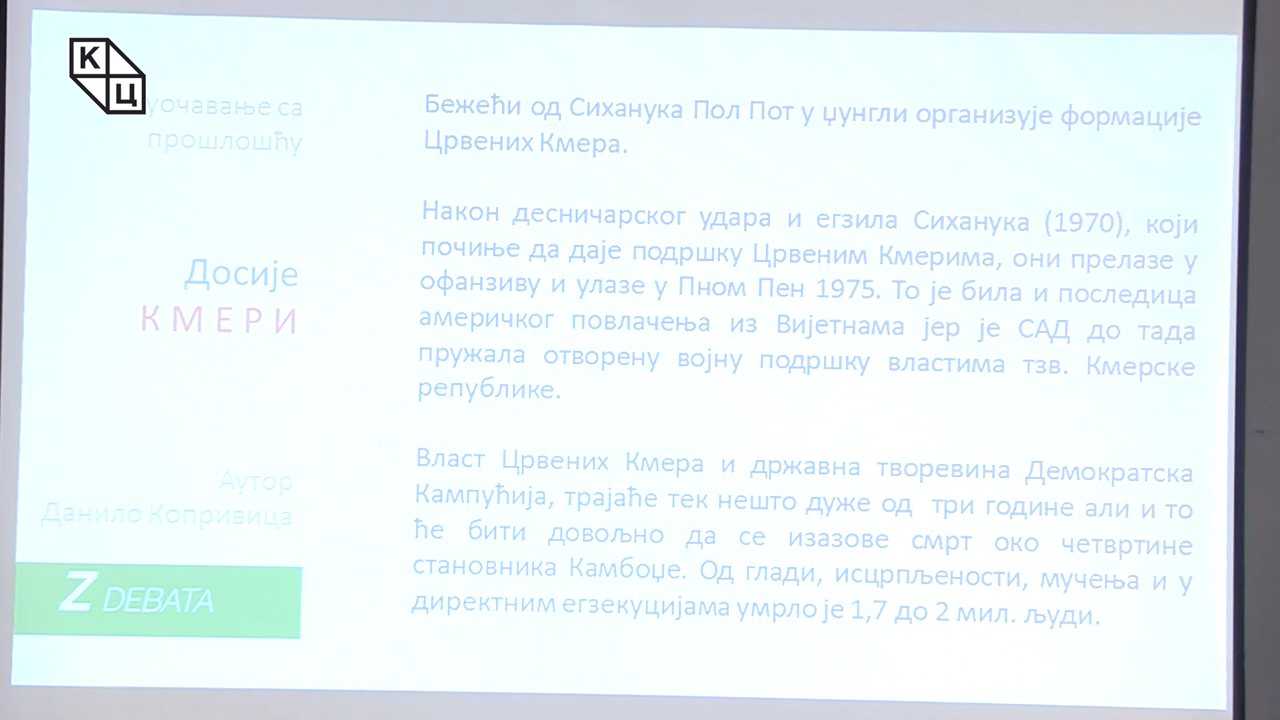 КЦ
уочавање са
прошлошћу
Досије
КМЕРИ
Аутор
Данило Копривица
Z DEBATA
Бежећи од Сиханука Пол Пот у џунгли организује формације
Црвених Кмера.
Након десничарског удара и егзила Сиханука (1970), који
почиње да даје подршку Црвеним Кмерима, они прелазе у
офанзиву и улазе у Пном Пен 1975. То је била и последица
америчког повлачења из Вијетнама јер је САД до тада
пружала отворену војну подршку властима тзв. Кмерске
републике.
Власт Црвених Кмера и државна творевина Демократска
Кампућија, трајаће тек нешто дуже од три године али и то
ће бити довољно да се изазове смрт око четвртине
становника Камбоџе. Од глади, исцрпљености, мучења и у
директним егзекуцијама умрло је 1,7 до 2 мил. људи.